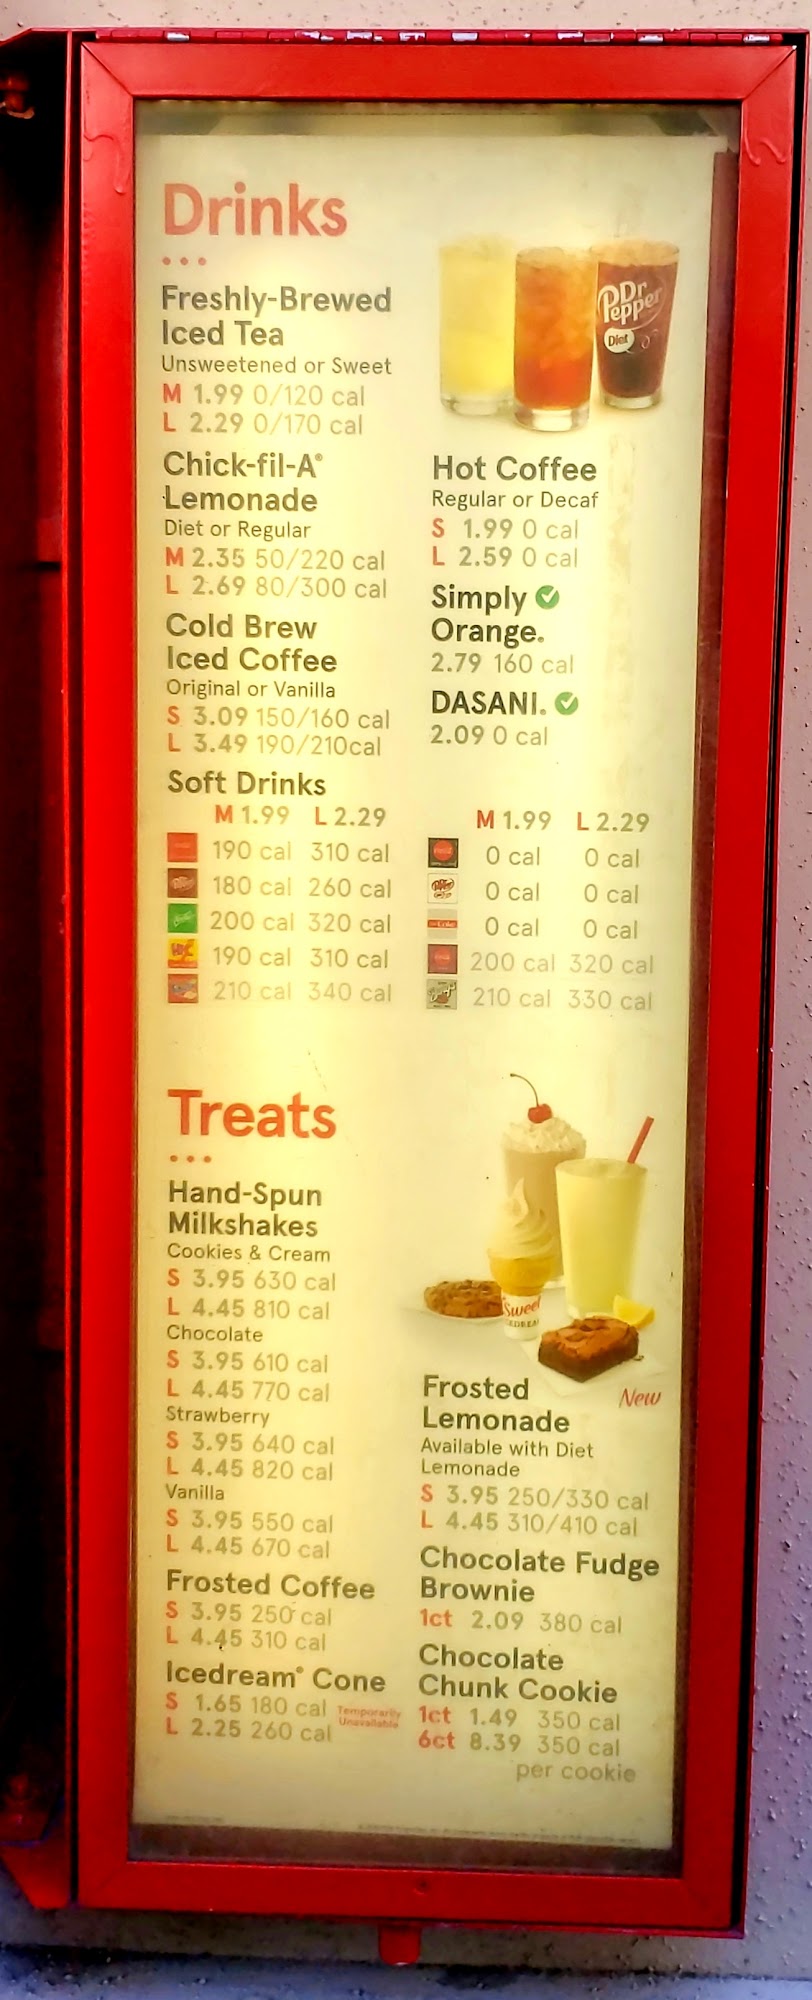 Drinks
Freshly-Brewed
Iced Tea
Unsweetened or Sweet
M 1.99 0/120 cal
L 2.29 0/170 cal
Chick-fil-A®
Lemonade
Diet or Regular
M 2.35 50/220 cal
L 2.69 80/300 cal
Cold Brew
Iced Coffee
Original or Vanilla
S 3.09 150/160 cal
L 3.49 190/210cal
Dr
Pepper
Diet
Hot Coffee
Regular or Decaf
S 1.99 0 cal
L 2.59 0 cal
Simply
Orange.
2.79 160 cal
DASANI.
2.09 0 cal
Soft Drinks
M 1.99 L 2.29
190 cal 310 cal
180 cal 260 cal
200 cal 320 cal
190 cal 310 cal
210 cal 340 cal
M 1.99 L 2.29
0 cal 0 cal
0 cal 0 cal
0 cal 0 cal
200 cal 320 cal
210 cal 330 cal
Treats
Hand-Spun
Milkshakes
Cookies & Cream
S 3.95 630 cal
L 4.45 810 cal
Chocolate
S 3.95 610 cal
L 4.45 770 cal
Strawberry
S 3.95 640 cal
L 4.45 820 cal
Vanilla
S 3.95 550 cal
L 4.45 670 cal
Frosted Coffee
S 3.95 250 cal
L 4.45 310 cal
Icedream® Cone
S 1.65 180 cal
L 2.25 260 cal
Temporarily
Unavailable
Sweet
New
Frosted
Lemonade
Available with Diet
Lemonade
S 3.95 250/330 cal
L 4.45 310/410 cal
Chocolate Fudge
Brownie
1ct 2.09 380 cal
Chocolate
Chunk Cookie
1ct 1.49 350 cal
6ct 8.39 350 cal
per cookie